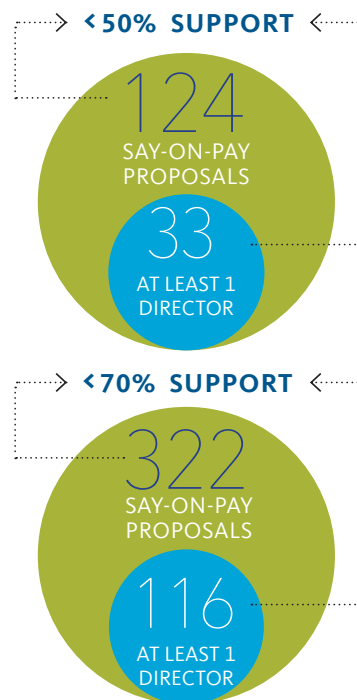 <50% SUPPORT
124
SAY-ON-PAY
PROPOSALS
33
AT LEAST 1
DIRECTOR
<70% SUPPORT
322
SAY-ON-PAY
PROPOSALS
116
AT LEAST 1
DIRECTOR